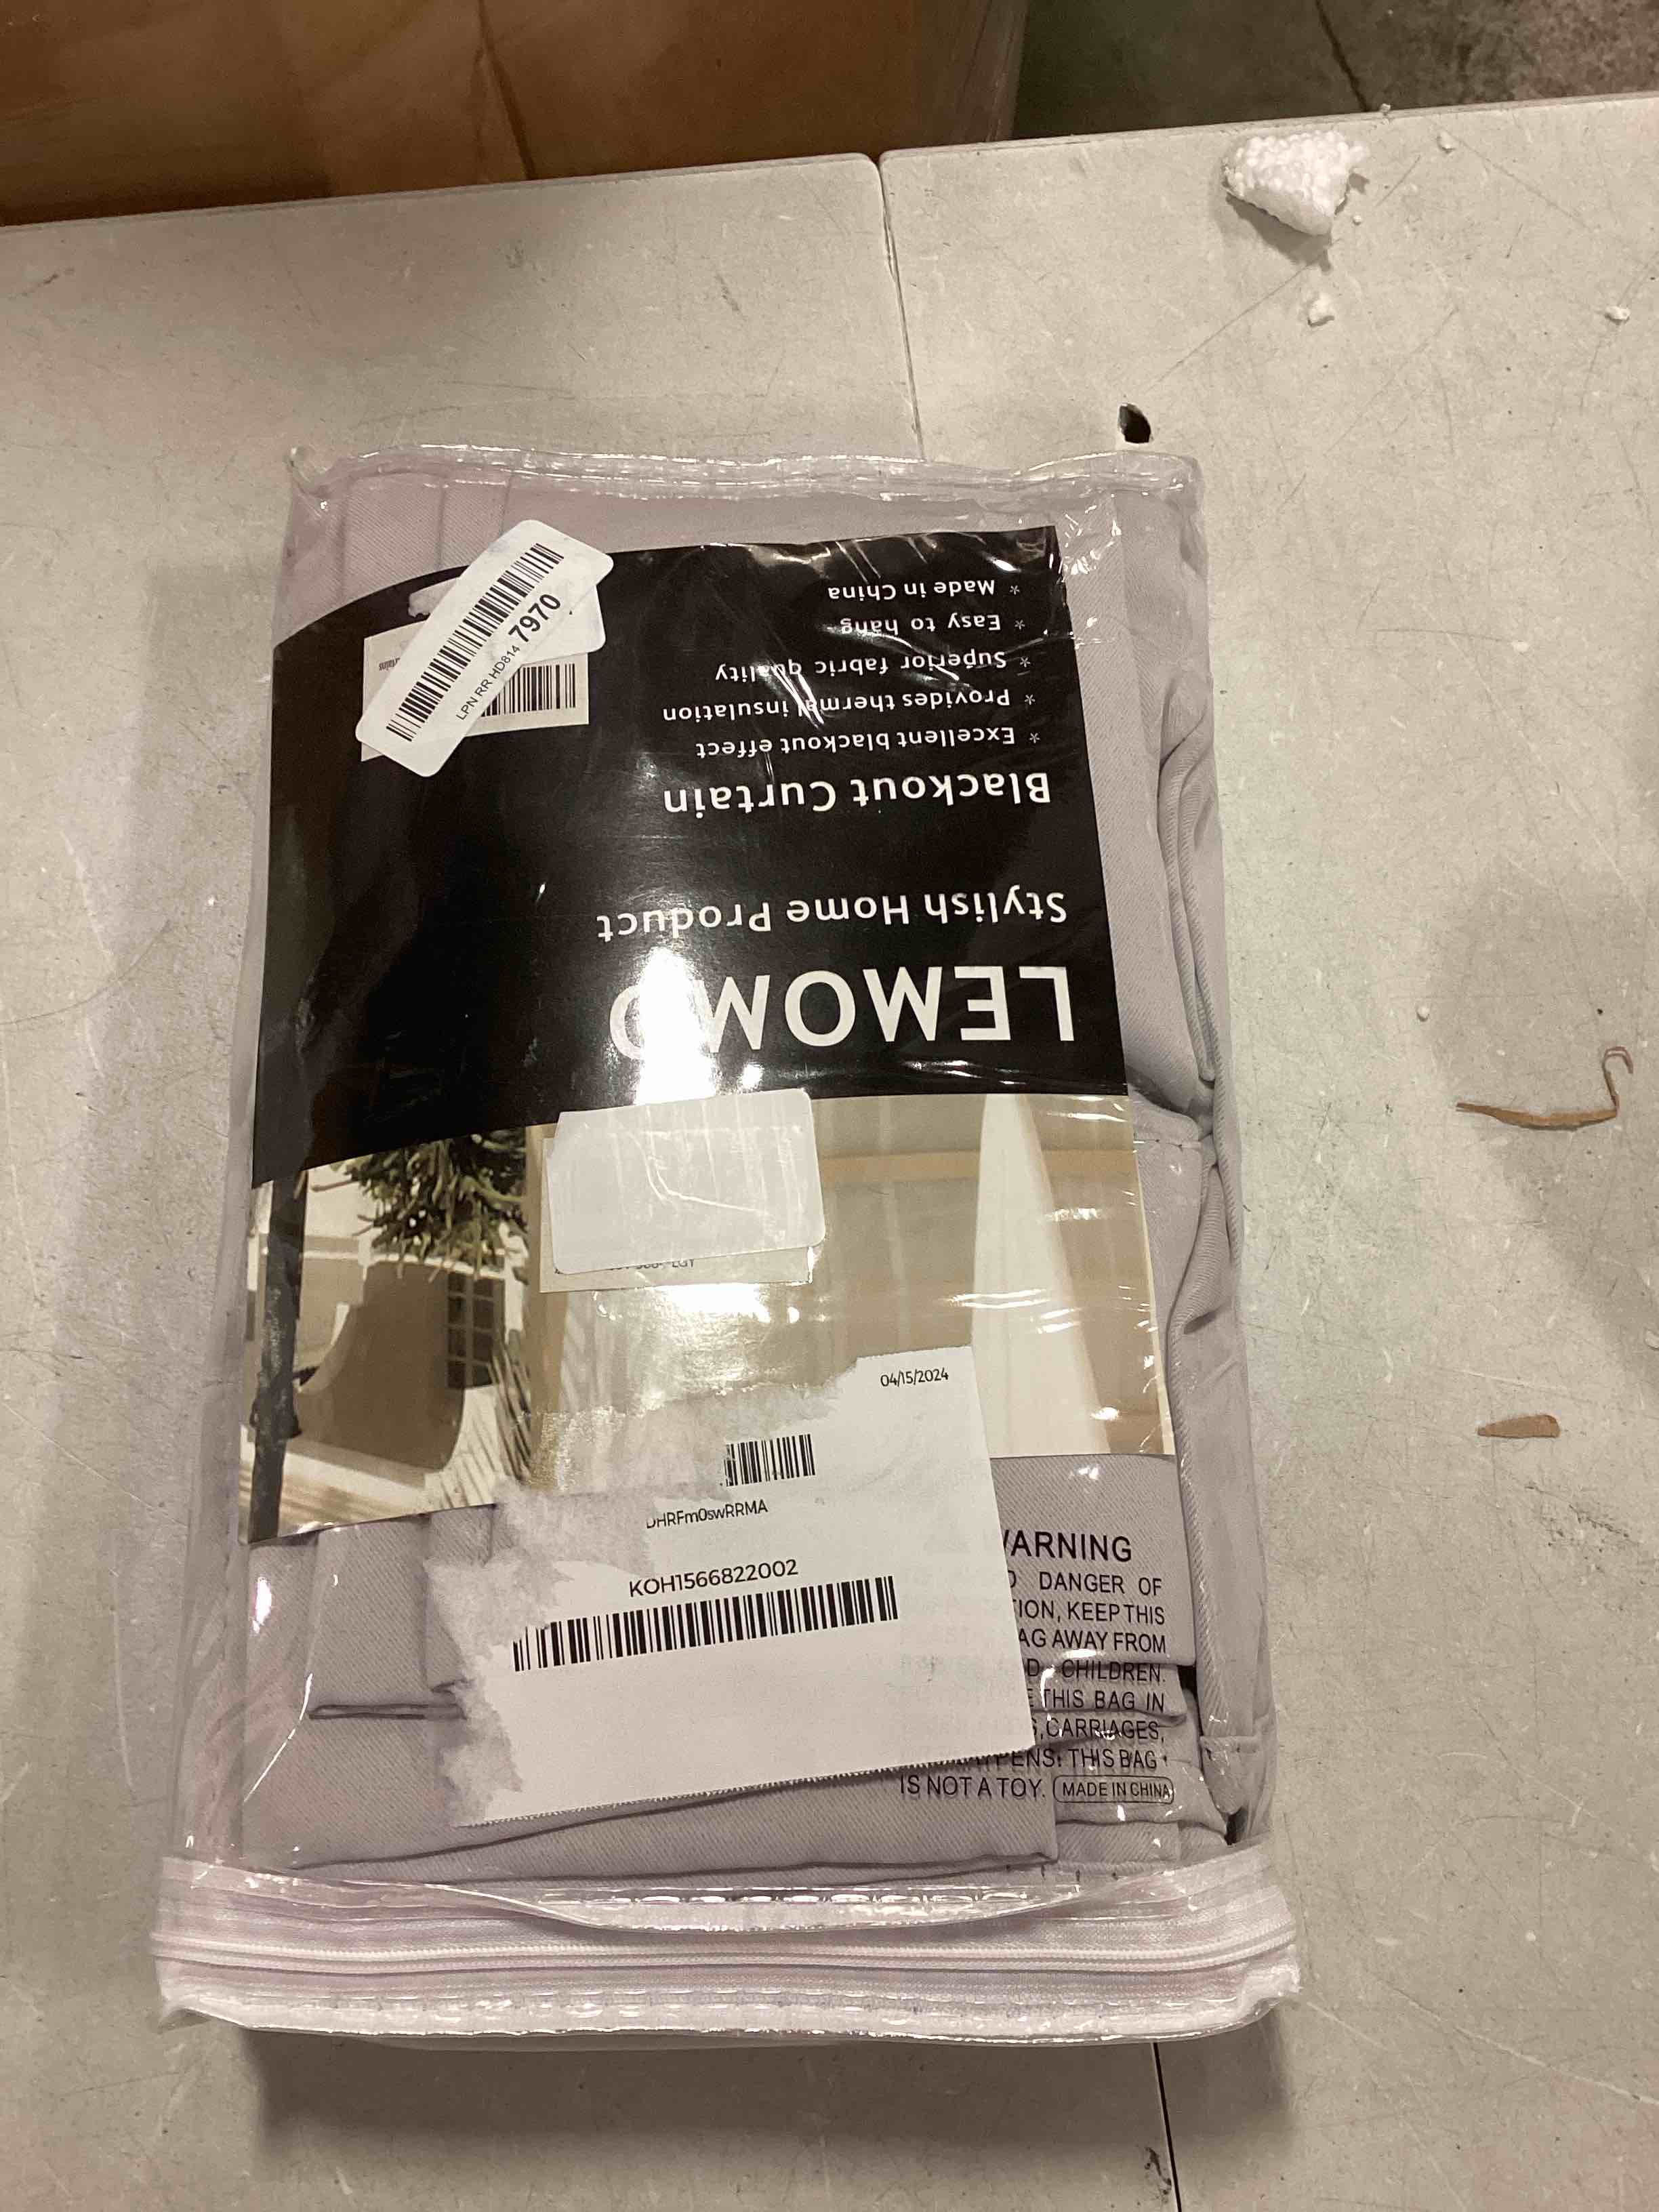 LEMOMO
Stylish Home Product
Blackout Curtain
* Excellent blackout effect
* Provides thermal insulation
* Superior fabric quality
* Easy to hang
* Made in China
LPN RR HD814 7970
LGY
04/15/2024
DHRFm0swRRMA
KOH1566822002
WARNING
DANGER OF
KEEP THIS
AWAY FROM
CHILDREN.
THIS BAG IN
CARRIAGES,
THIS BAG
IS NOT A TOY. MADE IN CHINA